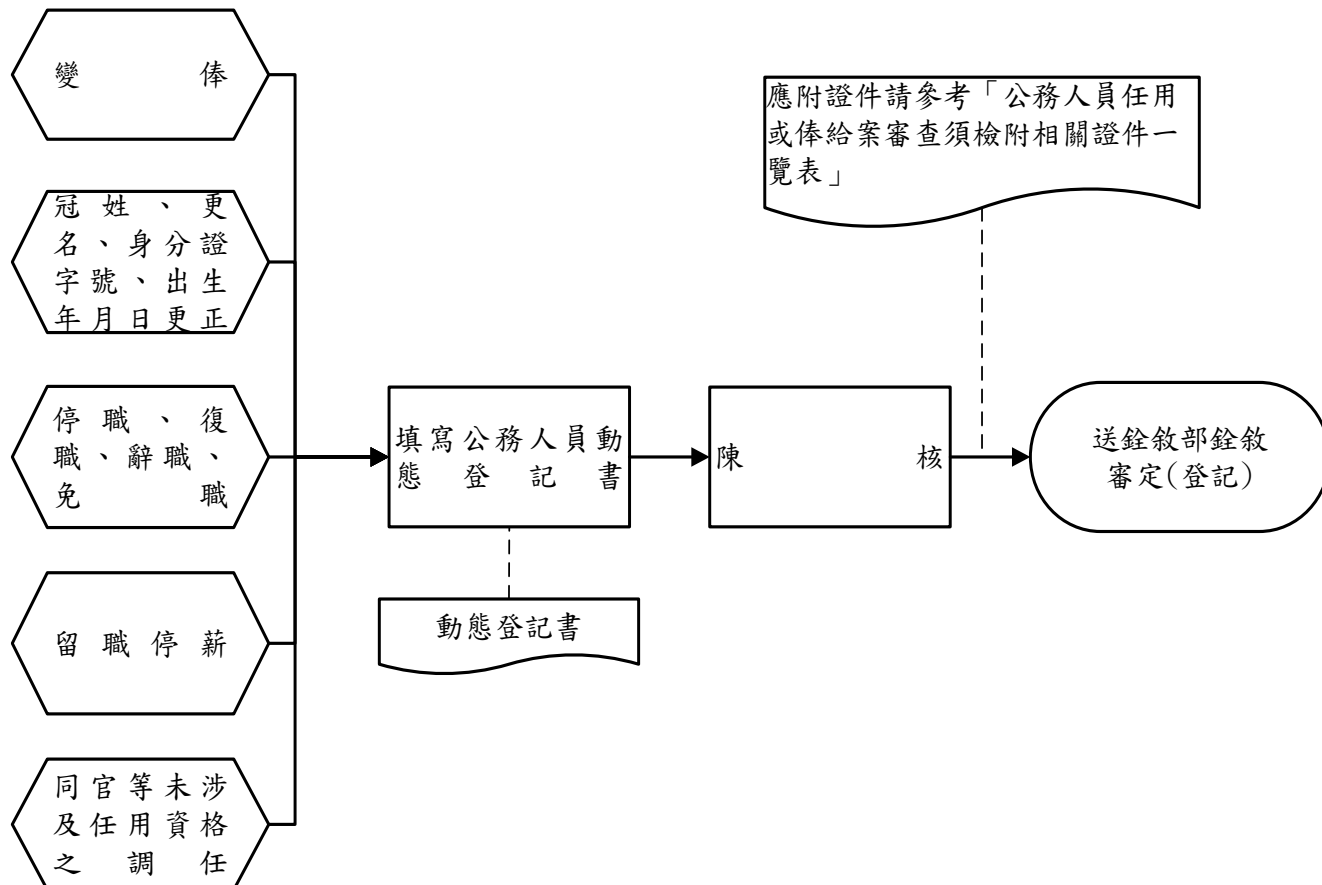 變俸
冠姓、更
名、身分證
字號、出生
年月日更正
停職、復
職、辭職、
免職
留職停薪
同官等未涉
及任用資格
之調任
填寫公務人員動
態登記書
動態登記書
陳核
應附證件請參考「公務人員任用
或俸給案審查須檢附相關證件一
覽表」
送銓敘部銓敘
審定(登記)